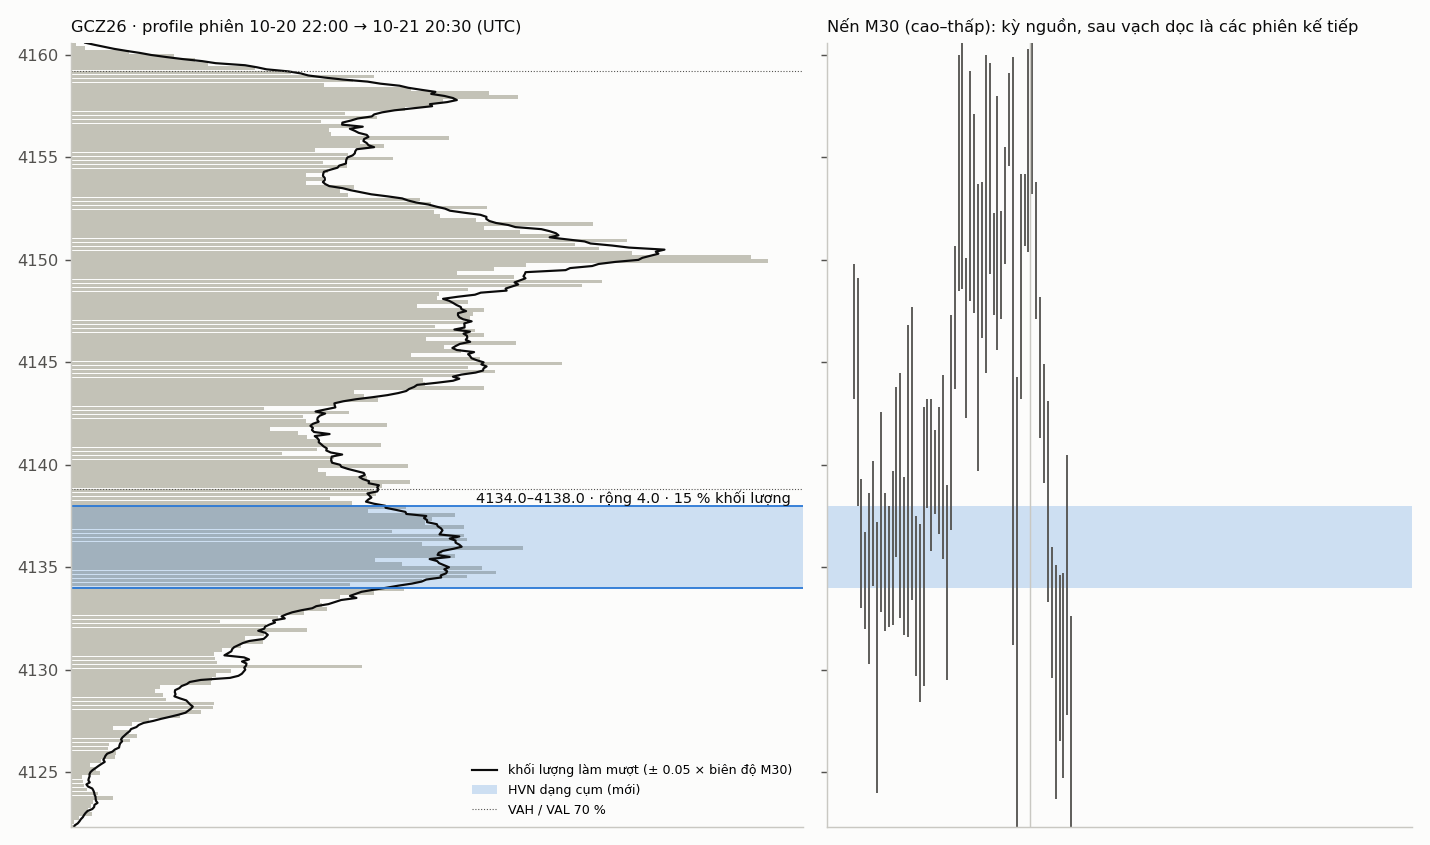 GCZ26 · profile phiên 10-20 22:00 → 10-21 20:30 (UTC)
Nến M30 (cao–thấp): kỳ nguồn, sau vạch dọc là các phiên kế tiếp
4160
4155
4150
4145
4140
4135
4130
4125
4134.0–4138.0 · rộng 4.0 · 15 % khối lượng
khối lượng làm mượt (± 0.05 × biên độ M30)
HVN dạng cụm (mới)
VAH / VAL 70 %